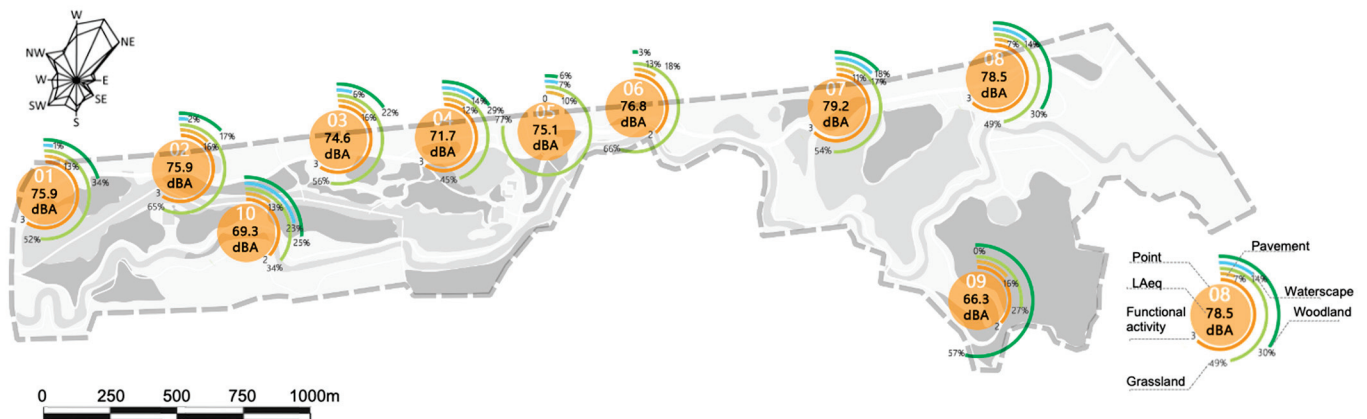 W
NW
NE
W
E
SW
SE
S
01
75.9
dBA
1%
13%
34%
3
52%
02
75.9
dBA
2%
16%
17%
3
65%
03
74.6
dBA
6%
16%
22%
3
56%
04
71.7
dBA
14%
12%
29%
3
45%
05
75.1
dBA
6%
7%
10%
0
77%
06
76.8
dBA
3%
13%
18%
2
66%
07
79.2
dBA
18%
11%
17%
3
54%
08
78.5
dBA
7%
14%
3
49%
30%
09
66.3
dBA
0%
16%
27%
2
57%
10
69.3
dBA
13%
23%
25%
2
34%
Point
Pavement
LAeq
Waterscape
Functional
activity
Woodland
Grassland
08
78.5
dBA
7%
14%
3
49%
30%
0 250 500 750 1000m